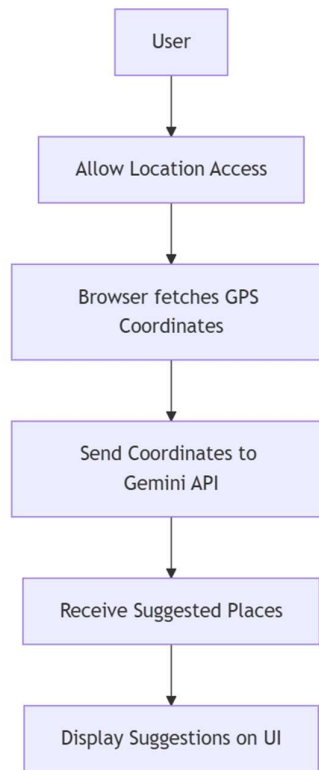 User
Allow Location Access
Browser fetches GPS
Coordinates
Send Coordinates to
Gemini API
Receive Suggested Places
Display Suggestions on UI